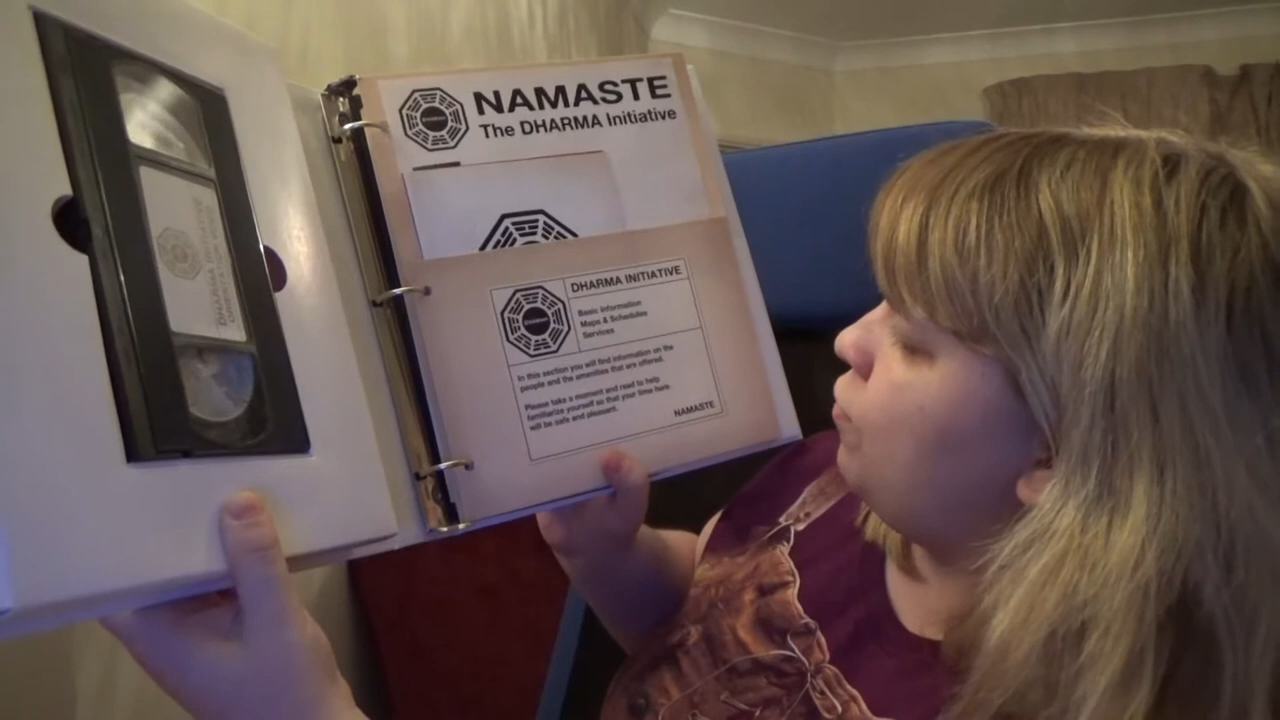 DHARMA INITIATIVE
NAMASTE
The DHARMA Initiative
DHARMA INITIATIVE
Basic Information
Maps & Schedules
Services
In this section you will find information on the
people and the amenities that are offered.
Please take a moment and read to help
familiarize yourself so that your time here
will be safe and pleasant.
NAMASTE